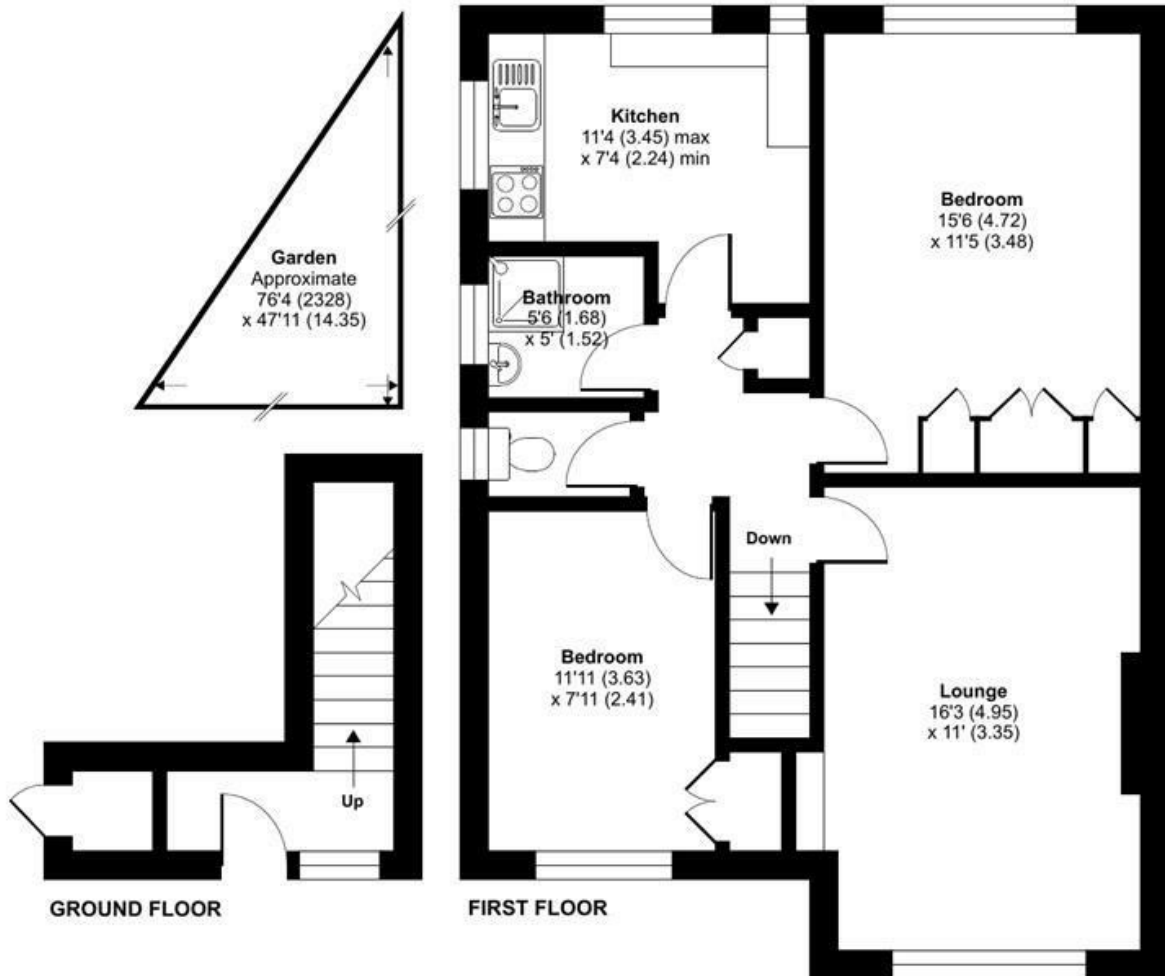 Kitchen
11'4 (3.45) max
x 7'4 (2.24) min
Bedroom
15'6 (4.72)
x 11'5 (3.48)
Garden
Approximate
76'4 (2328)
x 47'11 (14.35)
Bathroom
5'6 (1.68)
x 5' (1.52)
Down
Bedroom
11'11 (3.63)
x 7'11 (2.41)
Lounge
16'3 (4.95)
x 11' (3.35)
Up
GROUND FLOOR
FIRST FLOOR